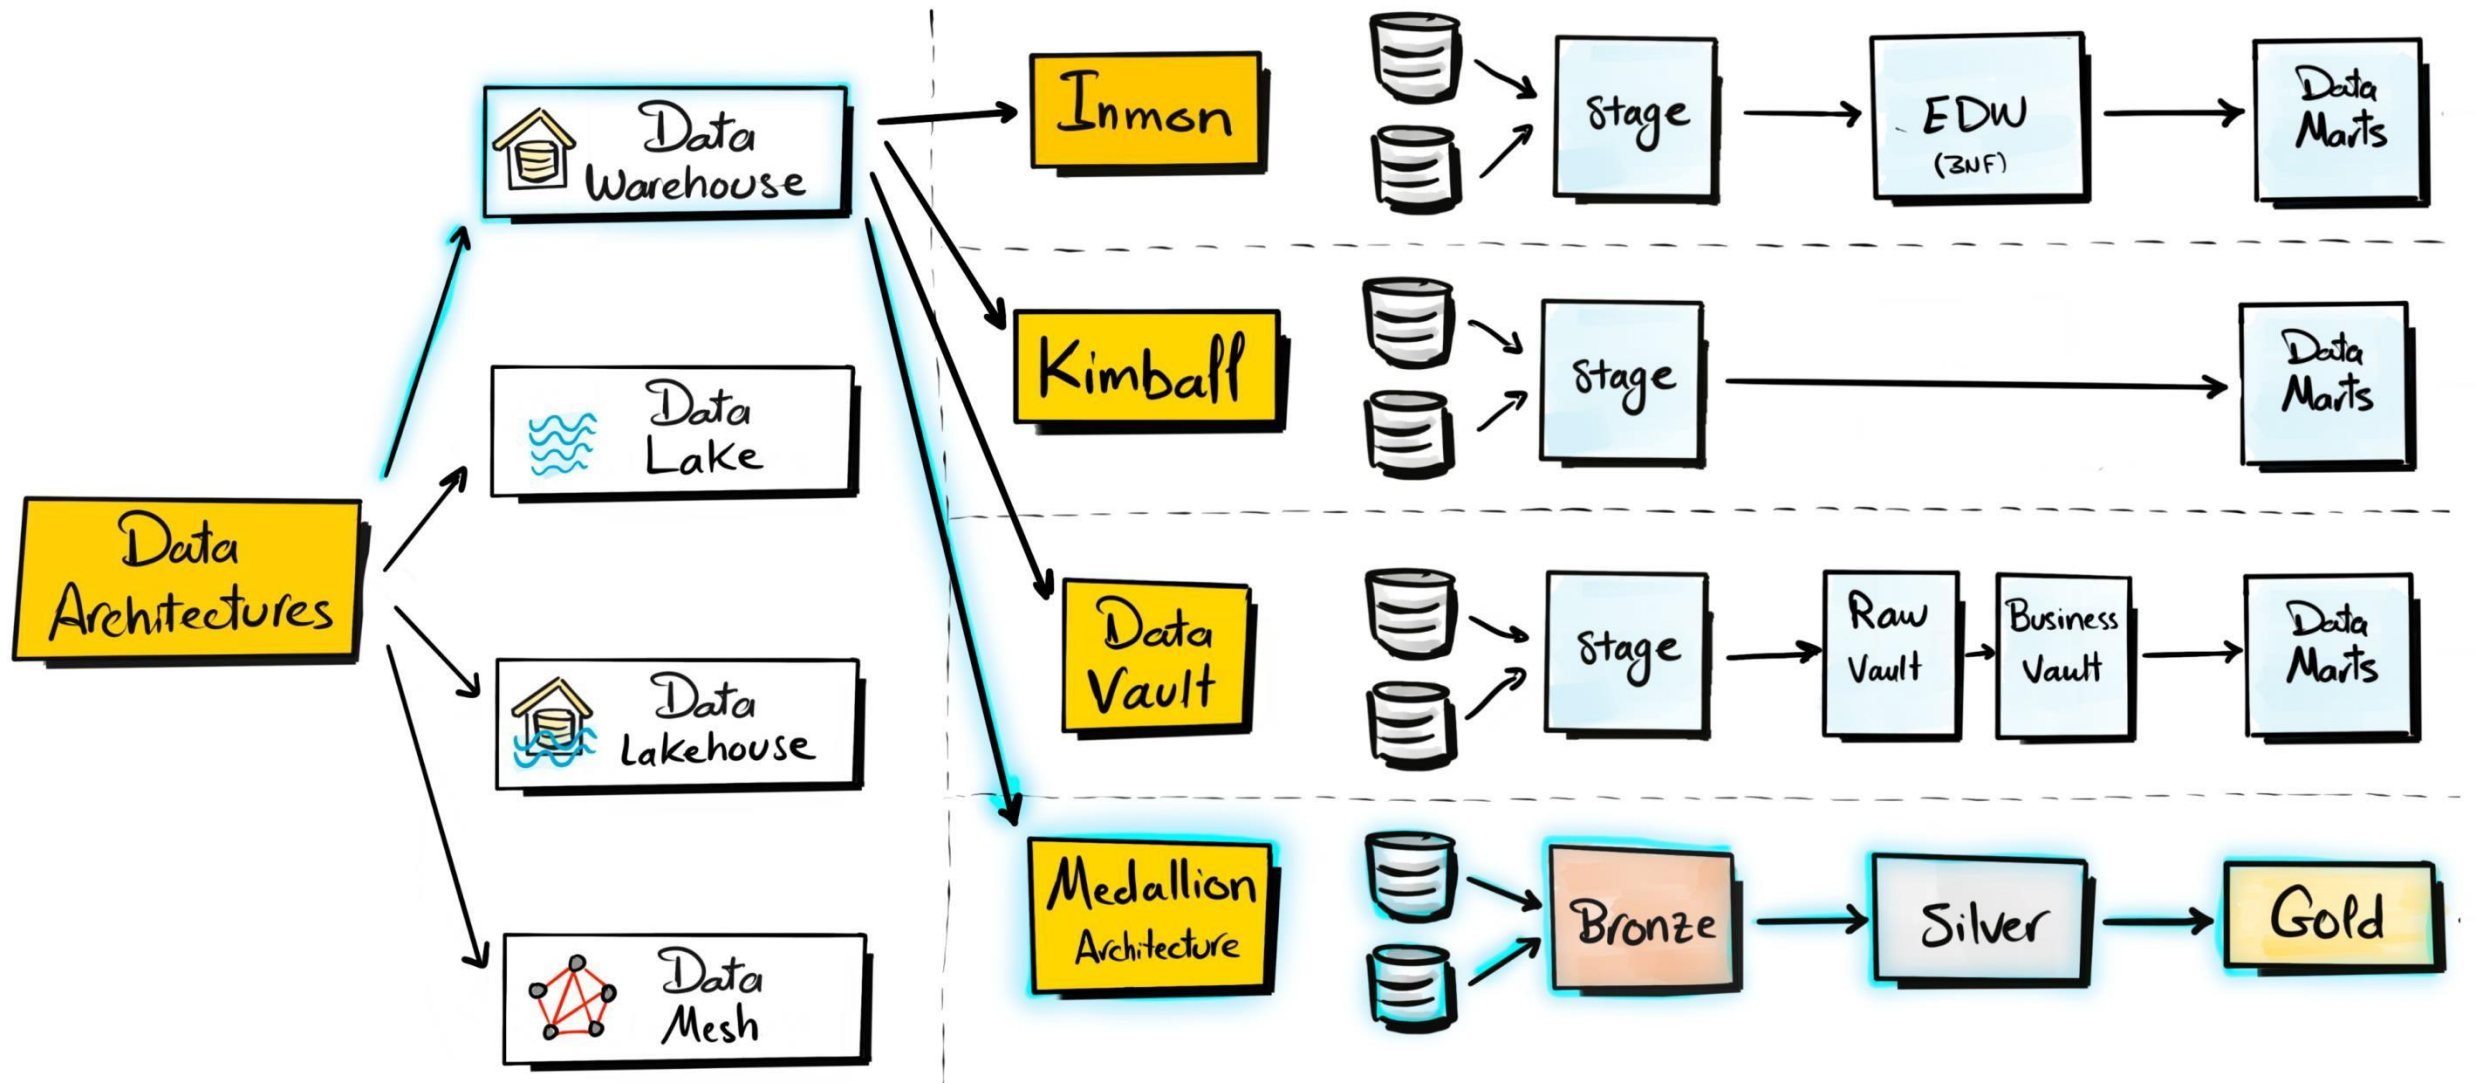 Data
Architectures
Data
Warehouse
Data
Lake
Data
Lakehouse
Data
Mesh
Inmon
Stage
EDW
(3NF)
Data
Marts
Kimball
Stage
Data
Marts
Data
Vault
Stage
Raw
Vault
Business
Vault
Data
Marts
Medallion
Architecture
Bronze
Silver
Gold